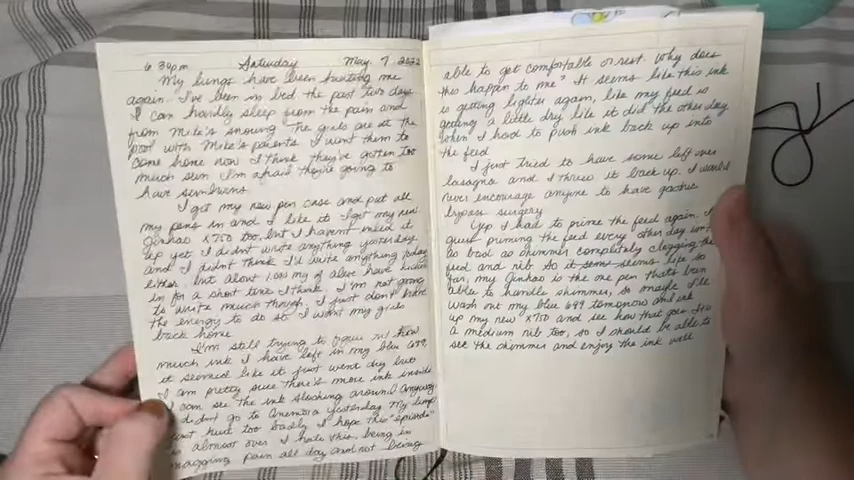 6:39pm Saturday May. 7 2022
My lungs have been hurting me
again. I've been in bed the past two days
I can hardly sleep from the pain and
from Mike's snoring. The girls are at the
pool with Mike's parents. I want them to
come home now. I think they've gotten too
much sun. I'm afraid they're going to
have sunburns.
I got my new pen case and put all
my pens in and I like it. I got my new
Jinhao X750 too, but I haven't inked it
up yet. I didn't write anything yesterday
and I didn't think I'd write anything today
either, but about 1,000 mg of aleve have kicked
in for a short time I think. I'm not going
to write much though. I just don't have
the energy to do so. I want my girls
back home.
I'm still trying to figure out how
much ink I have left in my blue 699,
it seemed like it just went dry but
I am pretty sure there's more ink inside
I can see the ink sloshing around. Anyway
I didn't go to yesterday. My
hurt too badly. I hope this "episode"
is almost over. I hate this, being in
nagging pain all day and not being
able to get comfortable or rest. Why does
this happen to me? It seems like this ink
is getting lighter again, like my feed is
getting a little dry like it did the other day
when I had to push ink back up into
the feed
I just tried to have some left over
lasagna and I threw it back up. I would
never encourage anyone to have gastric
bypass surgery
Yep I had to prime the feed again. I
guess priming the feed every other day isn't
as bad as shimmer completely clogging the
feed and nib so it seems like so
far, my Jinhao is the one pen that's been
able to handle shimmer, so maybe I'll
wash out my blue 699 tomorrow and ink
up my new X750 and see how that goes. It's
a medium nib too, so I should be able to
see the shimmer and enjoy the ink well